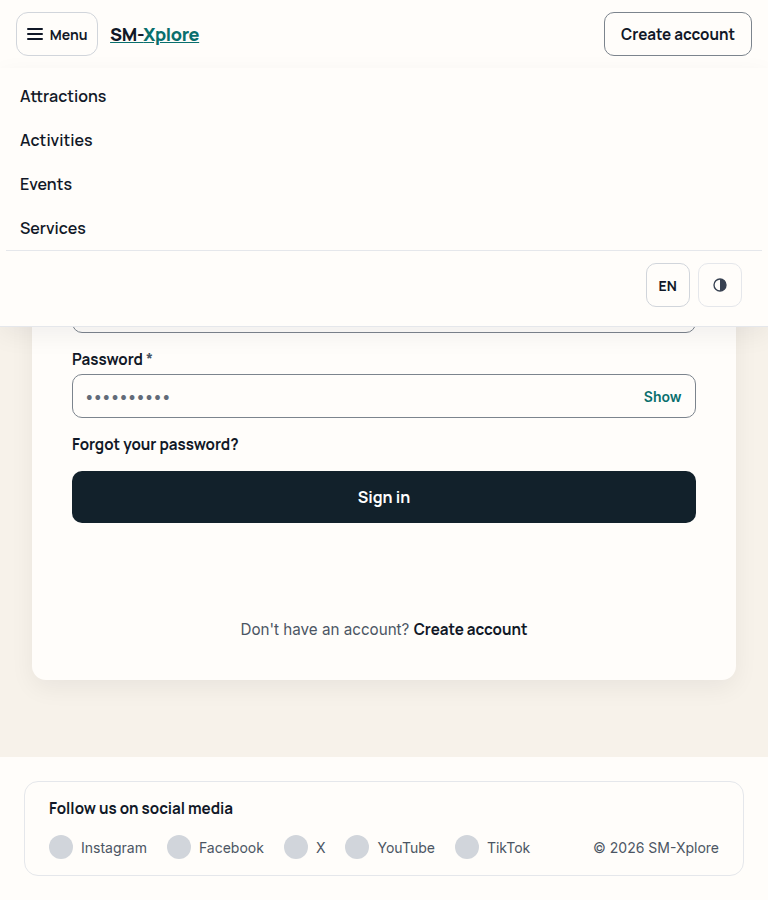 Menu SM-Xplore Create account
Attractions
Activities
Events
Services
EN
Password *
•••••••••• Show
Forgot your password?
Sign in
Don't have an account? Create account
Follow us on social media
Instagram Facebook X YouTube TikTok © 2026 SM-Xplore